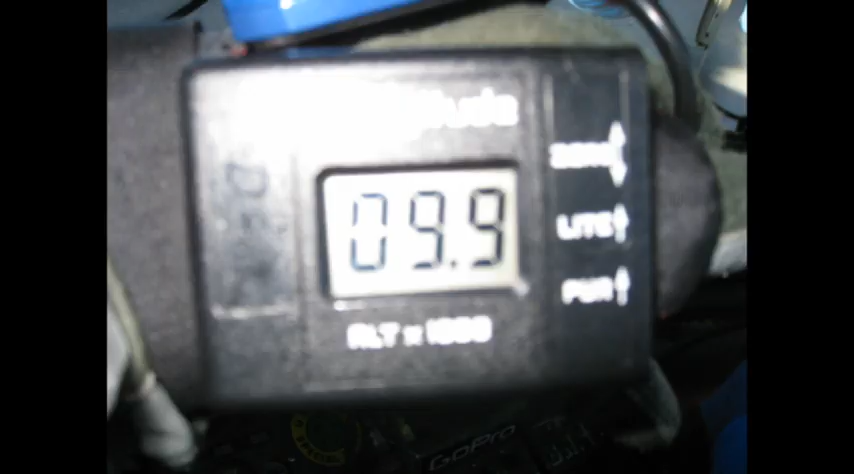 ZERO
LITE
09.9
PWR
ALT x 1000
GoPro